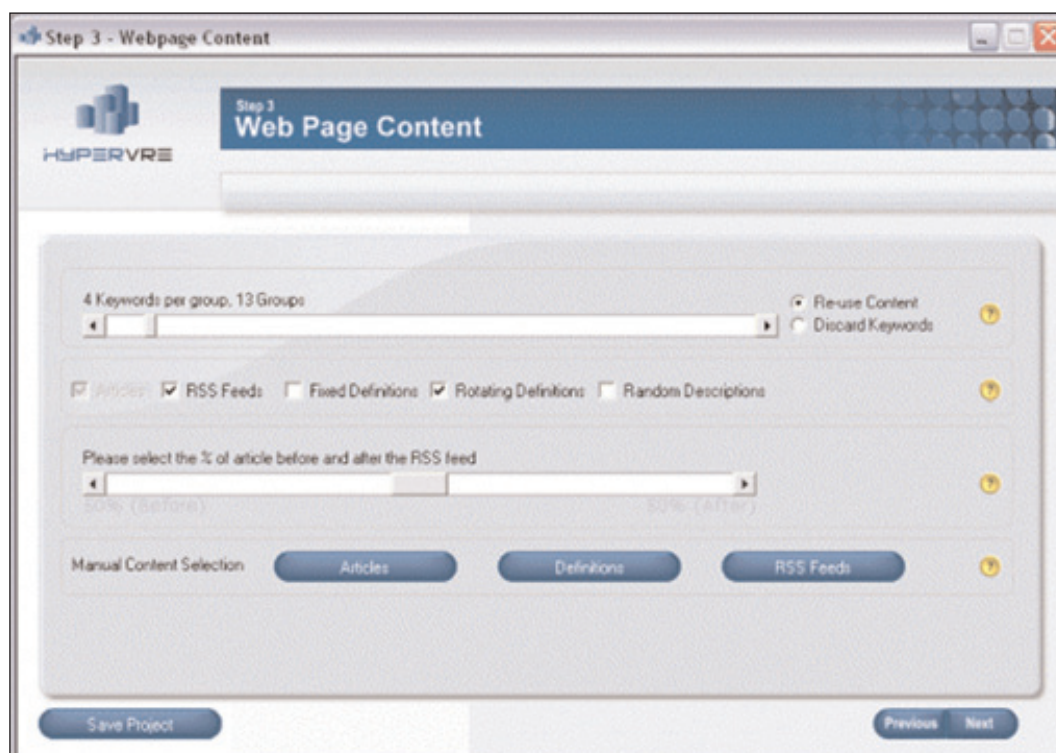 Step 3 - Webpage Content
HYPERVRE
Step 3
Web Page Content
4 Keywords per group, 13 Groups
Re-use Content
Discard Keywords
Articles RSS Feeds Fixed Definitions Rotating Definitions Random Descriptions
Please select the % of article before and after the RSS feed
50% (Before) 50% (After)
Manual Content Selection Articles Definitions RSS Feeds
Save Project Previous Next